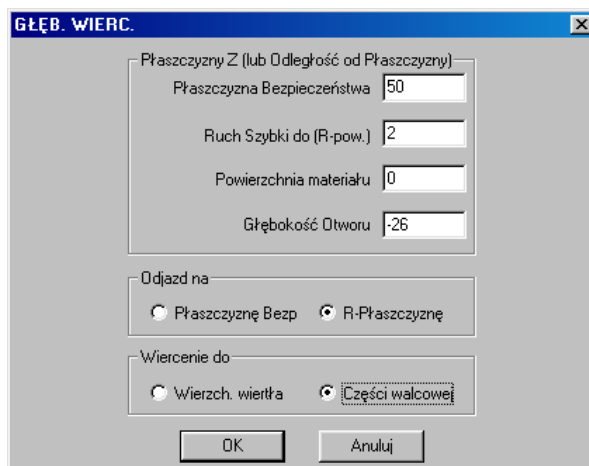 GŁĘB. WIERC.
Płaszczyzny Z (lub Odległość od Płaszczyzny)
Płaszczyzna Bezpieczeństwa 50
Ruch Szybki do (R-pow.) 2
Powierzchnia materiału 0
Głębokość Otworu -26
Odjazd na
Płaszczyznę Bezp R-Płaszczyznę
Wiercenie do
Wierzch. wiertła Części walcowej
OK Anuluj